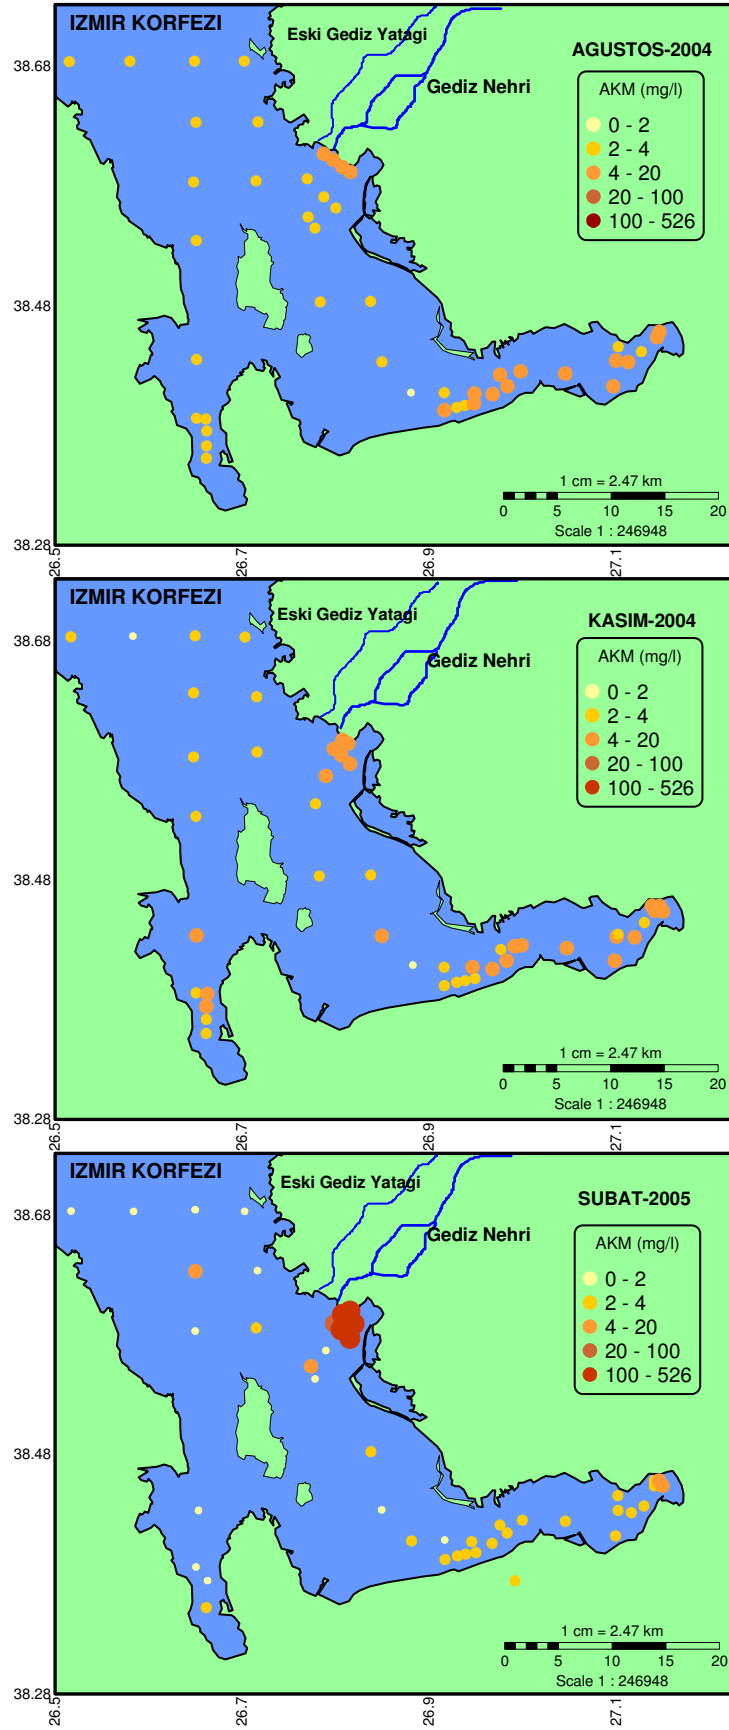 IZMIR KORFEZI
Eski Gediz Yatagi
Gediz Nehri
AGUSTOS-2004
AKM (mg/l)
0 - 2
2 - 4
4 - 20
20 - 100
100 - 526
38.68
38.48
38.28
1 cm = 2.47 km
0 5 10 15 20
Scale 1 : 246948
26.5 26.7 26.9 27.1
IZMIR KORFEZI
Eski Gediz Yatagi
Gediz Nehri
KASIM-2004
AKM (mg/l)
0 - 2
2 - 4
4 - 20
20 - 100
100 - 526
38.68
38.48
38.28
1 cm = 2.47 km
0 5 10 15 20
Scale 1 : 246948
26.5 26.7 26.9 27.1
IZMIR KORFEZI
Eski Gediz Yatagi
Gediz Nehri
SUBAT-2005
AKM (mg/l)
0 - 2
2 - 4
4 - 20
20 - 100
100 - 526
38.68
38.48
38.28
1 cm = 2.47 km
0 5 10 15 20
Scale 1 : 246948
26.5 26.7 26.9 27.1